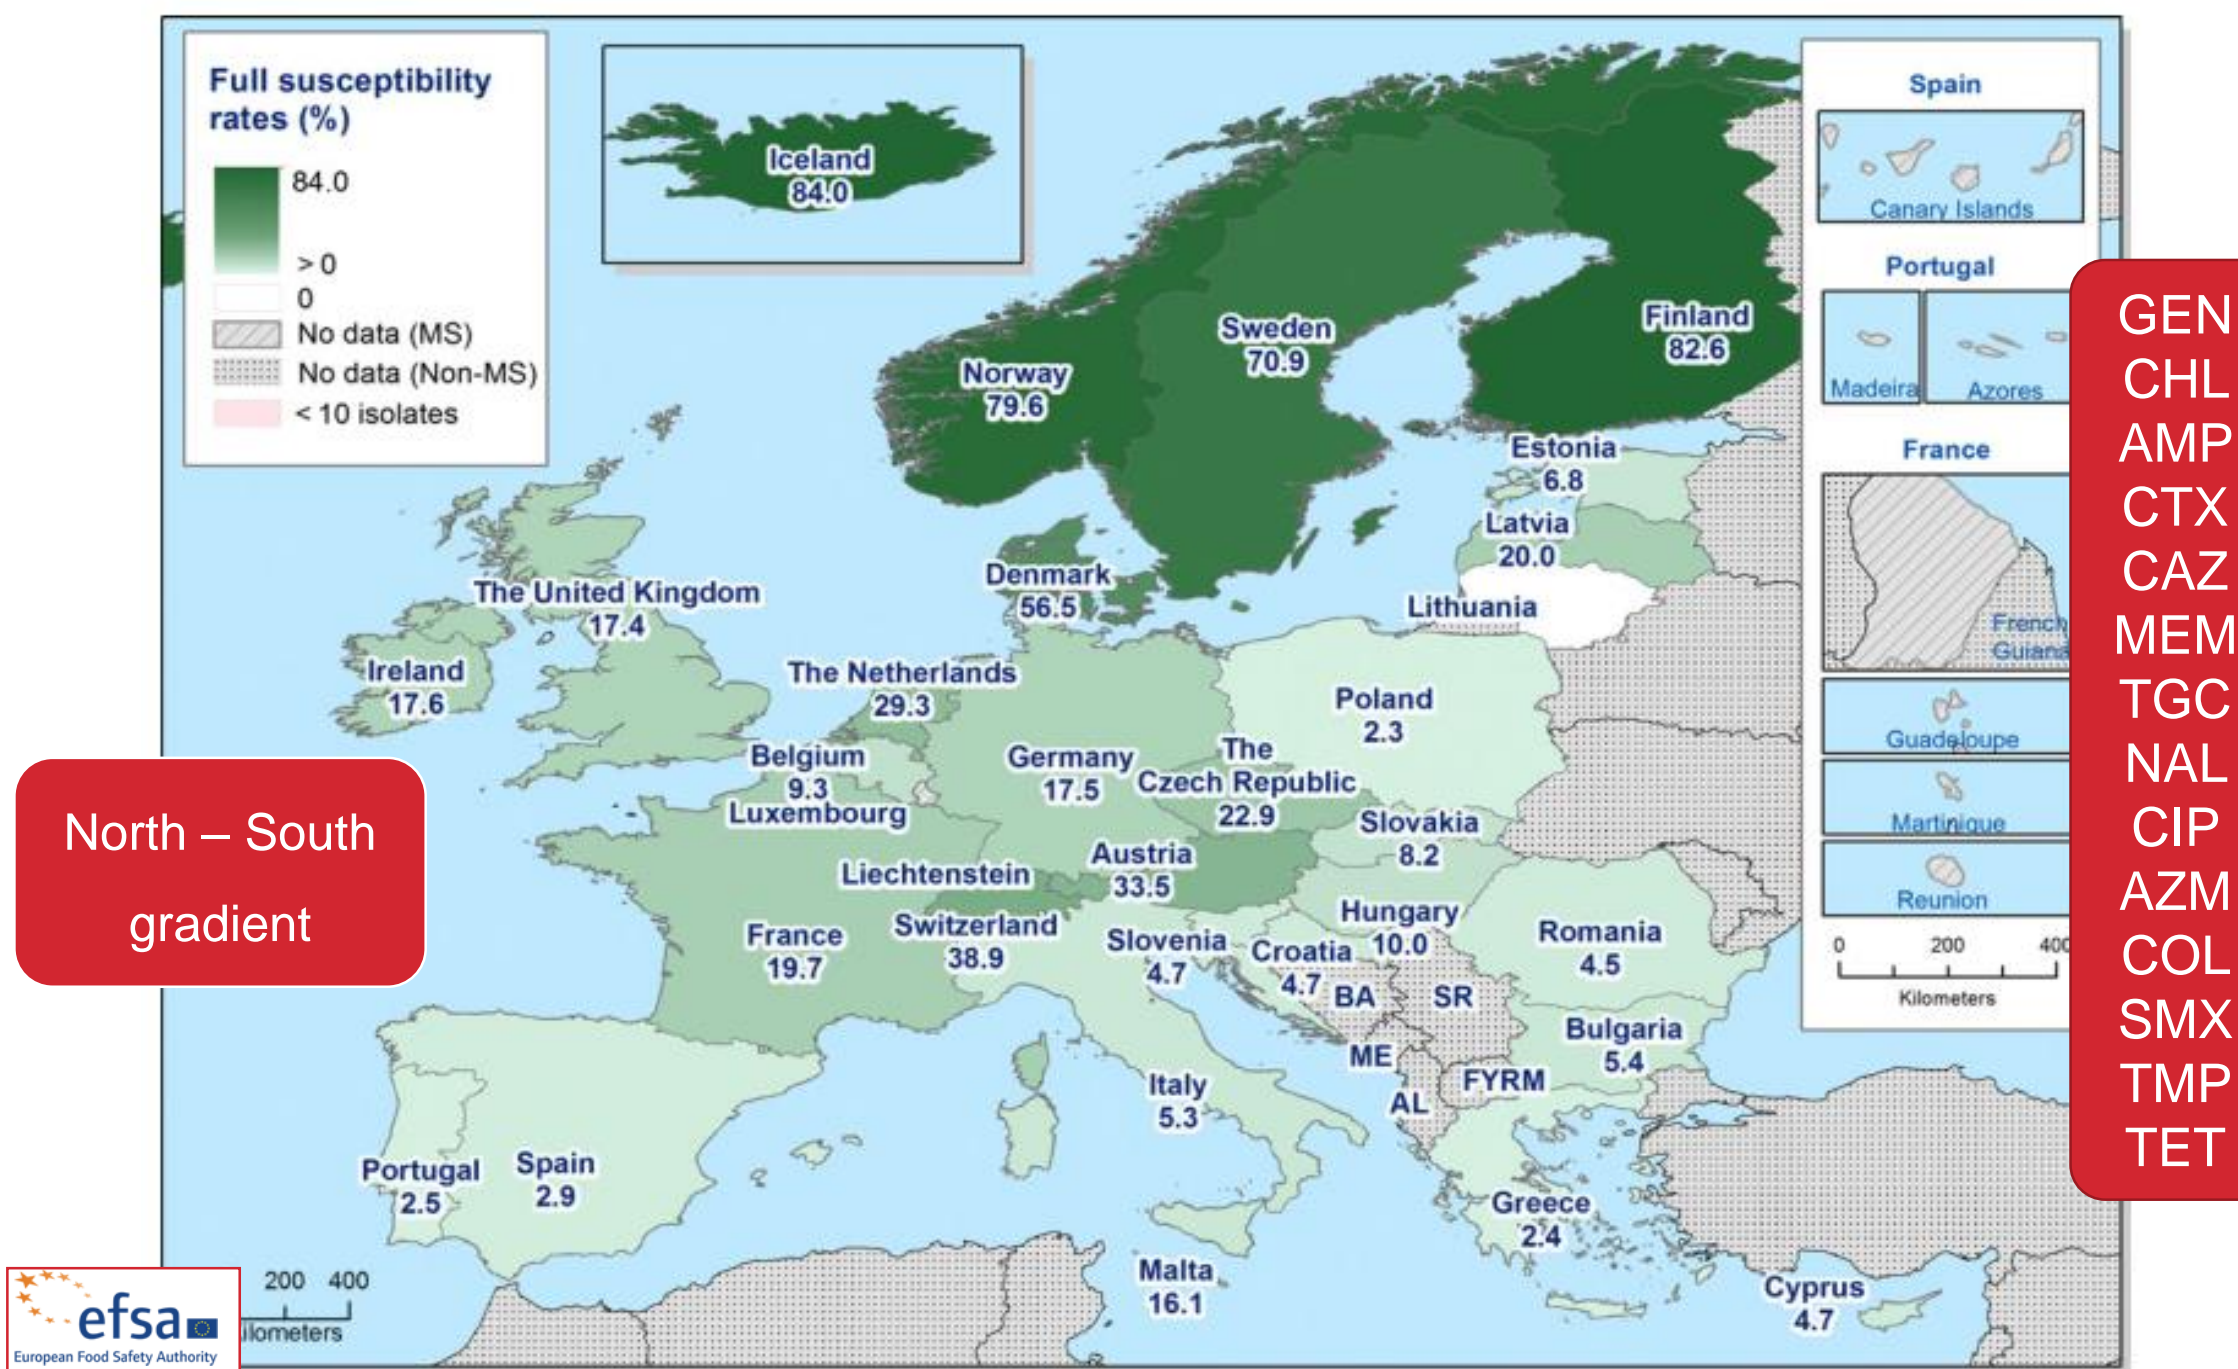 Full susceptibility
rates (%)
84.0
> 0
0
No data (MS)
No data (Non-MS)
< 10 isolates
Iceland
84.0
Norway
79.6
Sweden
70.9
Finland
82.6
Estonia
6.8
Latvia
20.0
Lithuania
Denmark
56.5
The United Kingdom
17.4
Ireland
17.6
The Netherlands
29.3
Belgium
9.3
Luxembourg
Germany
17.5
Poland
2.3
The
Czech Republic
22.9
Slovakia
8.2
Austria
33.5
Liechtenstein
Switzerland
38.9
France
19.7
Slovenia
4.7
Croatia
4.7
Hungary
10.0
Romania
4.5
BA
SR
Bulgaria
5.4
ME
FYRM
AL
Italy
5.3
Portugal
2.5
Spain
2.9
Greece
2.4
Malta
16.1
Cyprus
4.7
Spain
Canary Islands
Portugal
Madeira
Azores
France
French
Guiana
Guadeloupe
Martinique
Reunion
0 200 400
Kilometers
North – South
gradient
GEN
CHL
AMP
CTX
CAZ
MEM
TGC
NAL
CIP
AZM
COL
SMX
TMP
TET
200 400
ilometers
efsa
European Food Safety Authority